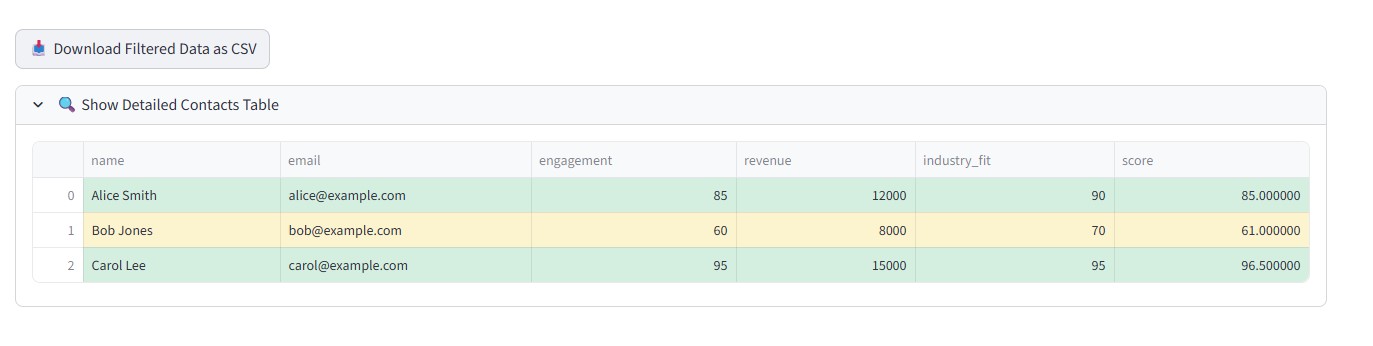 Download Filtered Data as CSV
Show Detailed Contacts Table
name email engagement revenue industry_fit score
0 Alice Smith alice@example.com 85 12000 90 85.000000
1 Bob Jones bob@example.com 60 8000 70 61.000000
2 Carol Lee carol@example.com 95 15000 95 96.500000